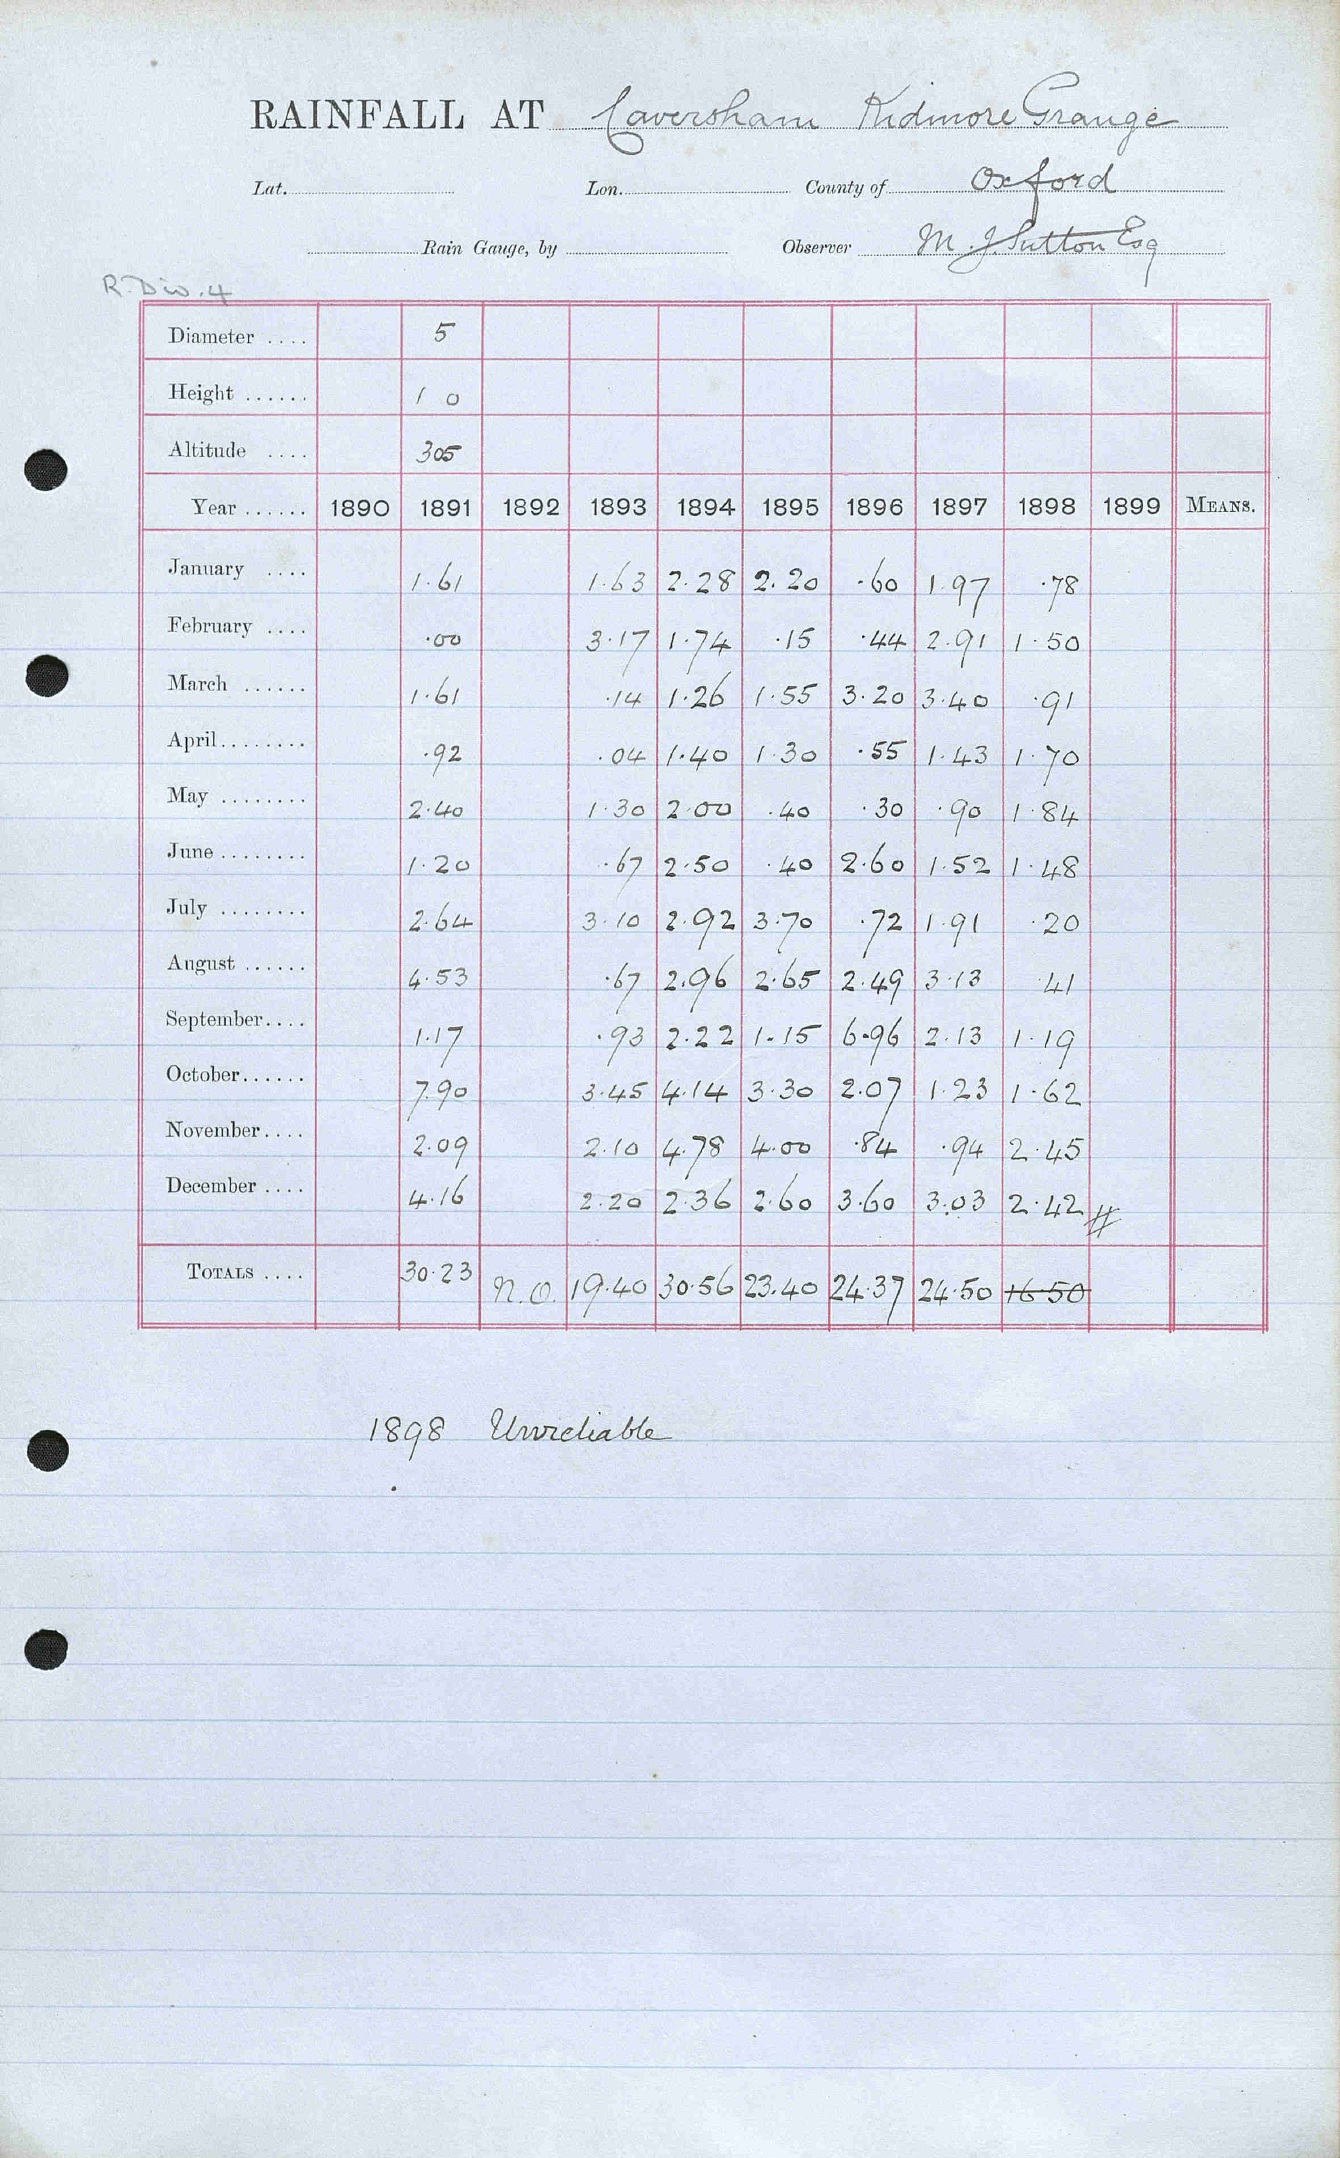 RAINFALL AT Caversham Kidmore Grange
Lat. Lon. County of Oxford
Rain Gauge, by Observer M. J. Sutton Esq
R. Div. 4
Diameter .... 5
Height ...... 1 0
Altitude .... 305
Year ...... 1890 1891 1892 1893 1894 1895 1896 1897 1898 1899 MEANS.
January .... 1.61 1.63 2.28 2.20 .60 1.97 .78
February .... .00 3.17 1.74 .15 .44 2.91 1.50
March ...... 1.61 .14 1.26 1.55 3.20 3.40 .91
April........ .92 .04 1.40 1.30 .55 1.43 1.70
May ........ 2.40 1.30 2.00 .40 .30 .90 1.84
June ........ 1.20 .67 2.50 .40 2.60 1.52 1.48
July ........ 2.64 3.10 2.92 3.70 .72 1.91 .20
August ...... 4.53 .67 2.96 2.65 2.49 3.13 .41
September.... 1.17 .93 2.22 1.15 6.96 2.13 1.19
October...... 7.90 3.45 4.14 3.30 2.07 1.23 1.62
November.... 2.09 2.10 4.78 4.00 .84 .94 2.45
December .... 4.16 2.20 2.36 2.60 3.60 3.03 2.42 #
TOTALS .... 30.23 N.O. 19.40 30.56 23.40 24.37 24.50 16.50
1898 Unreliable